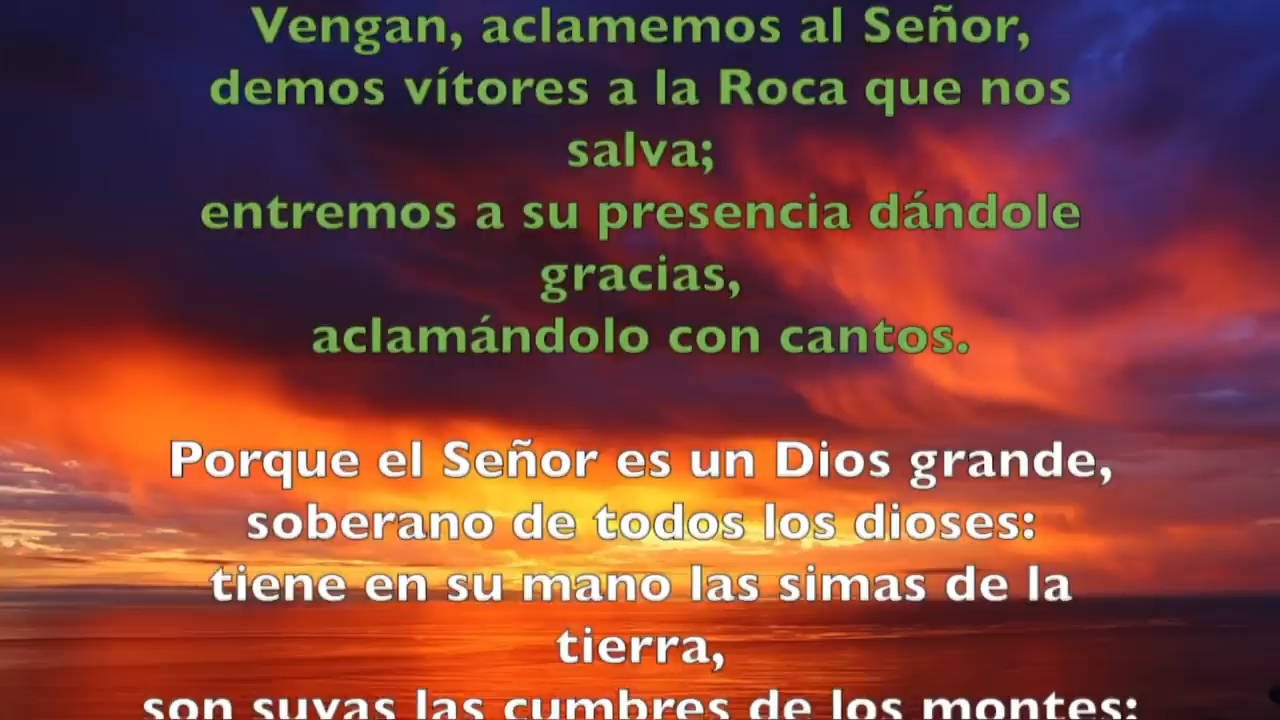 Vengan, aclamemos al Señor,
demos vítores a la Roca que nos
salva;
entremos a su presencia dándole
gracias,
aclamándolo con cantos.
Porque el Señor es un Dios grande,
soberano de todos los dioses:
tiene en su mano las simas de la
tierra,
son suyas las cumbres de los montes;